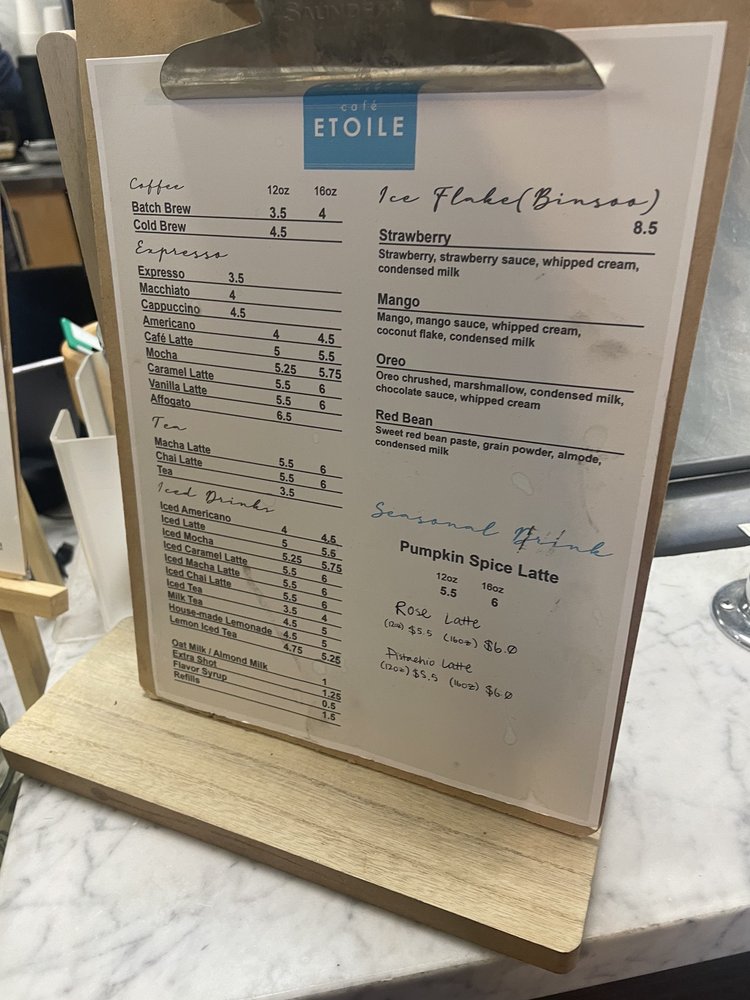 SAUNDERS
café
ETOILE
Coffee 12oz 16oz
Batch Brew 3.5 4
Cold Brew 4.5
Expresso
Expresso 3.5
Macchiato 4
Cappuccino 4.5
Americano 4 4.5
Café Latte 5 5.5
Mocha 5.25 5.75
Caramel Latte 5.5 6
Vanilla Latte 5.5 6
Affogato 6.5
Tea
Macha Latte 5.5 6
Chai Latte 5.5 6
Tea 3.5
Iced Drinks
Iced Americano 4 4.5
Iced Latte 5 5.5
Iced Mocha 5.25 5.75
Iced Caramel Latte 5.5 6
Iced Macha Latte 5.5 6
Iced Chai Latte 5.5 6
Iced Tea 3.5 4
Milk Tea 4.5 5
House-made Lemonade 4.5 5
Lemon Iced Tea 4.75 5.25
Oat Milk / Almond Milk 1
Extra Shot 1.25
Flavor Syrup 0.5
Refills 1.5
Ice Flake(Binsoo)
8.5
Strawberry
Strawberry, strawberry sauce, whipped cream,
condensed milk
Mango
Mango, mango sauce, whipped cream,
coconut flake, condensed milk
Oreo
Oreo chrushed, marshmallow, condensed milk,
chocolate sauce, whipped cream
Red Bean
Sweet red bean paste, grain powder, almode,
condensed milk
Seasonal Drink
Pumpkin Spice Latte
12oz 16oz
5.5 6
Rose Latte
(12oz) $5.5 (16oz) $6.0
Pistachio Latte
(12oz) $5.5 (16oz) $6.0